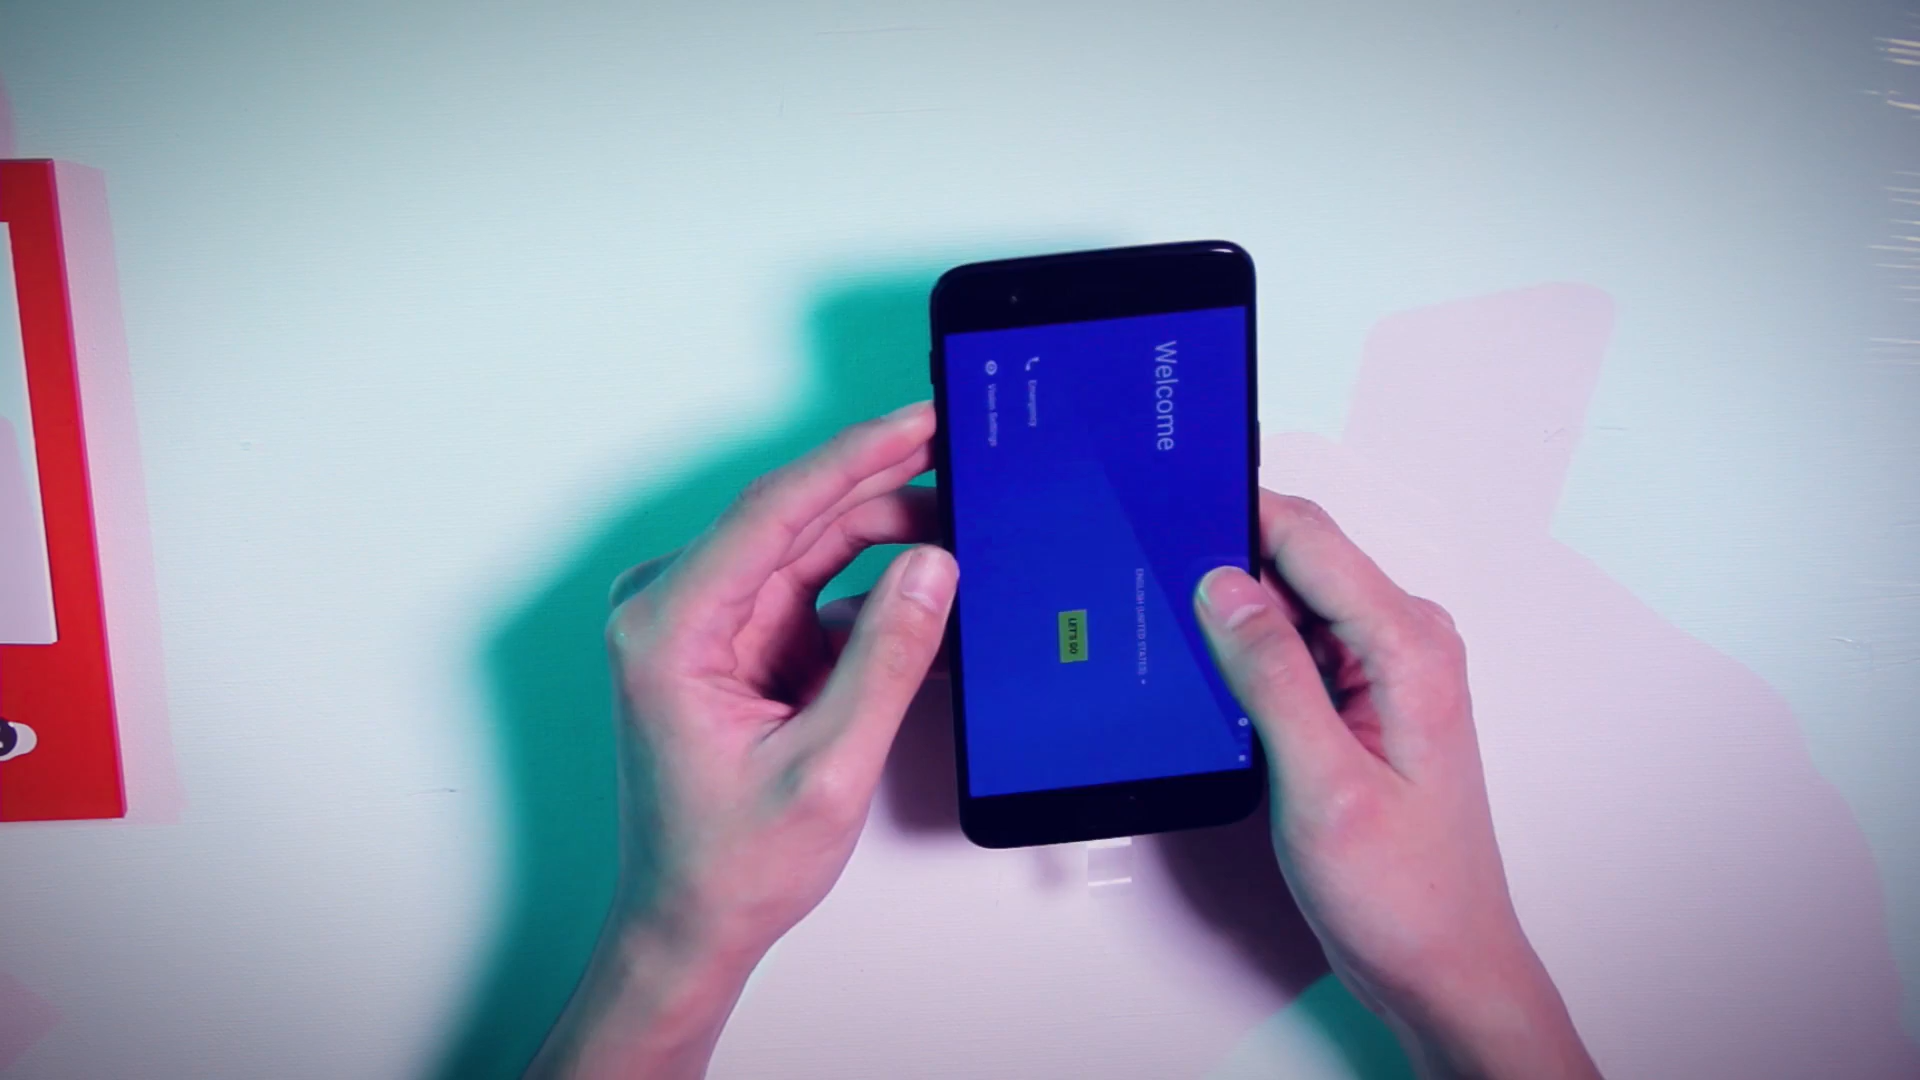 Welcome
ENGLISH (UNITED STATES)
LET'S GO
Emergency
Vision Settings